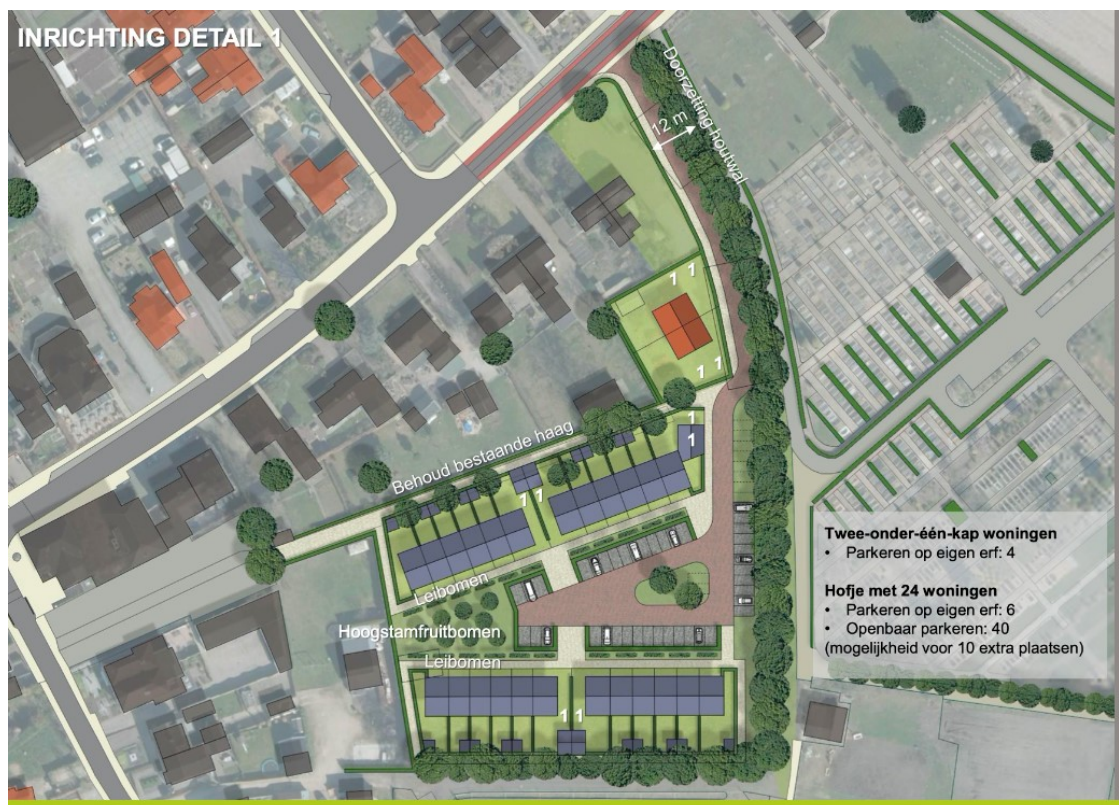 INRICHTING DETAIL 1
Doorzetting houtwal
12 m
1 1
1 1
Behoud bestaande haag
1
1
1 1
Leibomen
Hoogstamfruitbomen
Leibomen
1 1
Twee-onder-één-kap woningen
• Parkeren op eigen erf: 4
Hofje met 24 woningen
• Parkeren op eigen erf: 6
• Openbaar parkeren: 40
(mogelijkheid voor 10 extra plaatsen)